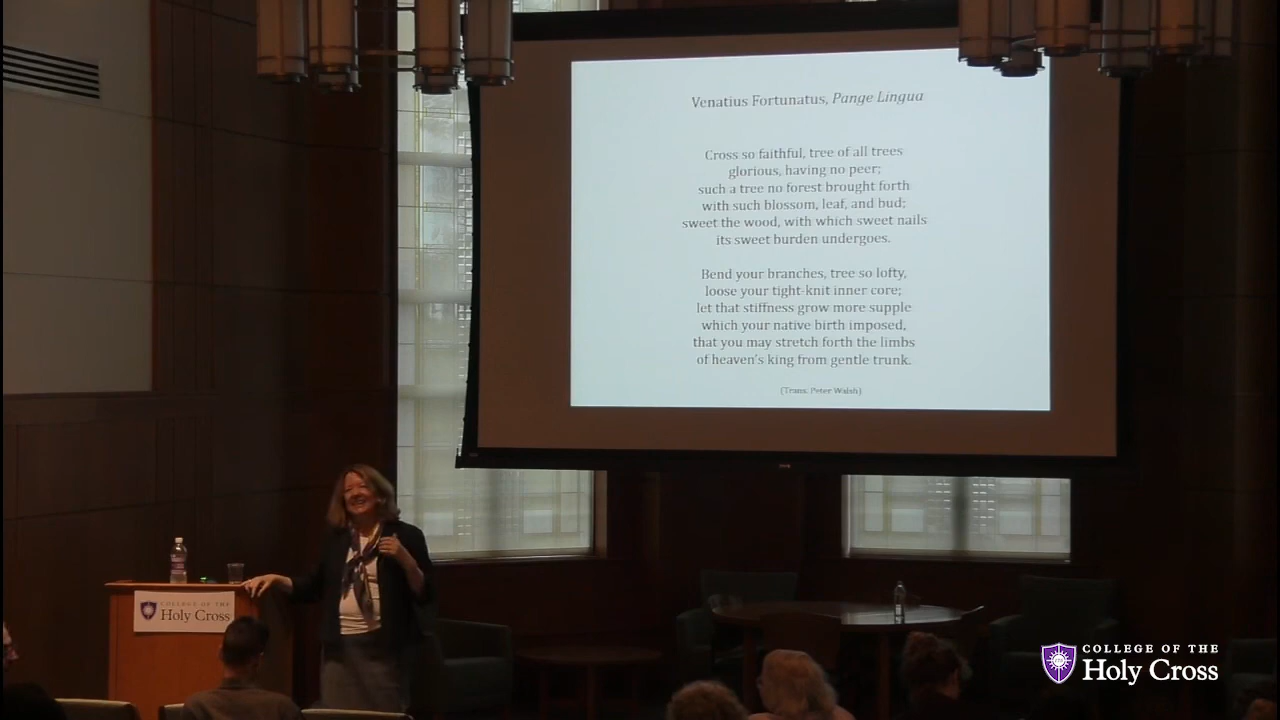 Venatius Fortunatus, Pange Lingua
Cross so faithful, tree of all trees
glorious, having no peer;
such a tree no forest brought forth
with such blossom, leaf, and bud;
sweet the wood, with which sweet nails
its sweet burden undergoes.
Bend your branches, tree so lofty,
loose your tight-knit inner core;
let that stiffness grow more supple
which your native birth imposed,
that you may stretch forth the limbs
of heaven's king from gentle trunk.
(Trans. Peter Walsh)
COLLEGE OF THE
Holy Cross
COLLEGE OF THE
Holy Cross